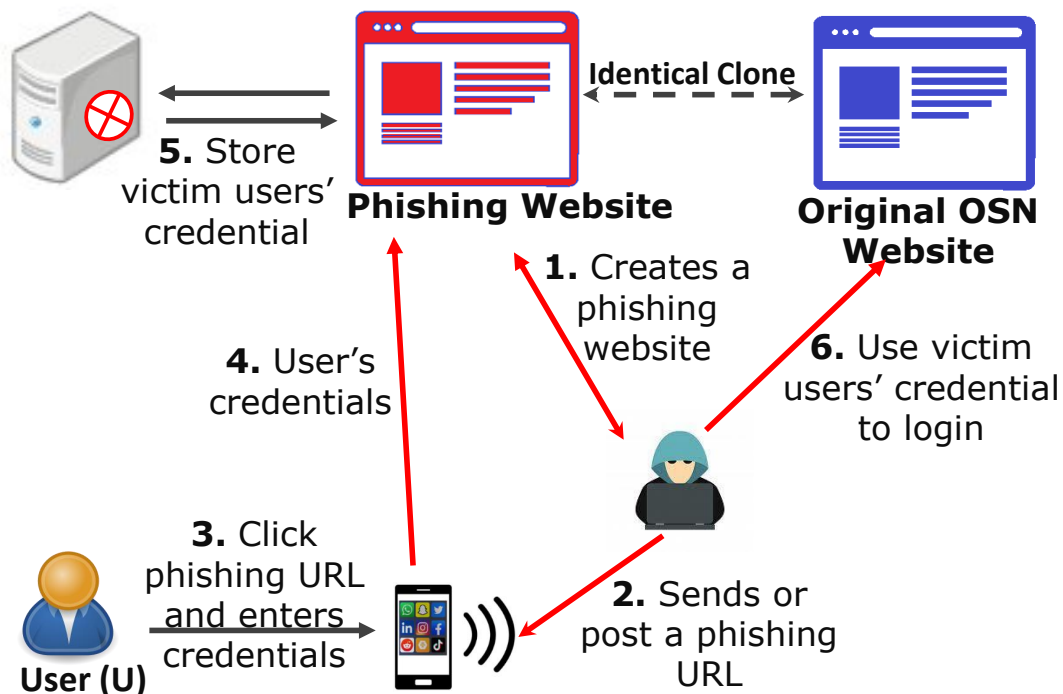 Identical Clone
5. Store
victim users’
credential
Phishing Website
Original OSN
Website
1. Creates a
phishing
website
4. User’s
credentials
6. Use victim
users’ credential
to login
3. Click
phishing URL
and enters
credentials
2. Sends or
post a phishing
URL
User (U)
in